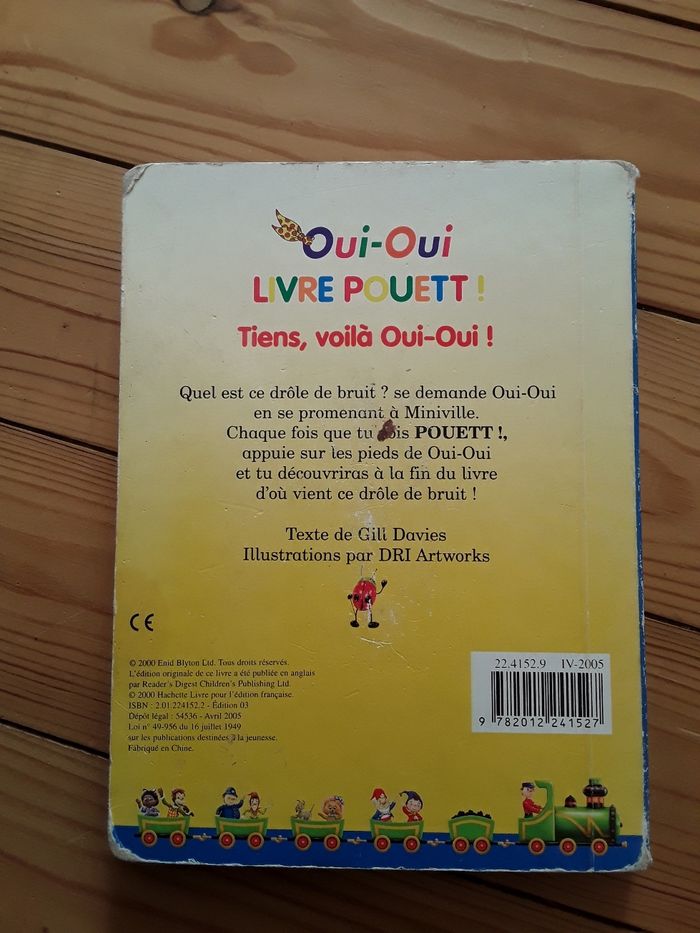 Oui-Oui
LIVRE POUETT !
Tiens, voilà Oui-Oui !
Quel est ce drôle de bruit ? se demande Oui-Oui
en se promenant à Miniville.
Chaque fois que tu POUETT !,
appuie sur les pieds de Oui-Oui
et tu découvriras à la fin du livre
d'où vient ce drôle de bruit !
Texte de Gill Davies
Illustrations par DRI Artworks
CE
© 2000 Enid Blyton Ltd. Tous droits réservés.
L'édition originale de ce livre a été publiée en anglais
par Reader's Digest Children's Publishing Ltd.
© 2000 Hachette Livre pour l'édition française.
ISBN : 2.01.224152.2 - Édition 03
Dépôt légal : 54536 - Avril 2005
Loi n° 49-956 du 16 juillet 1949
sur les publications destinées à la jeunesse.
Fabriqué en Chine.
22.4152.9 IV-2005
9 782012 241527